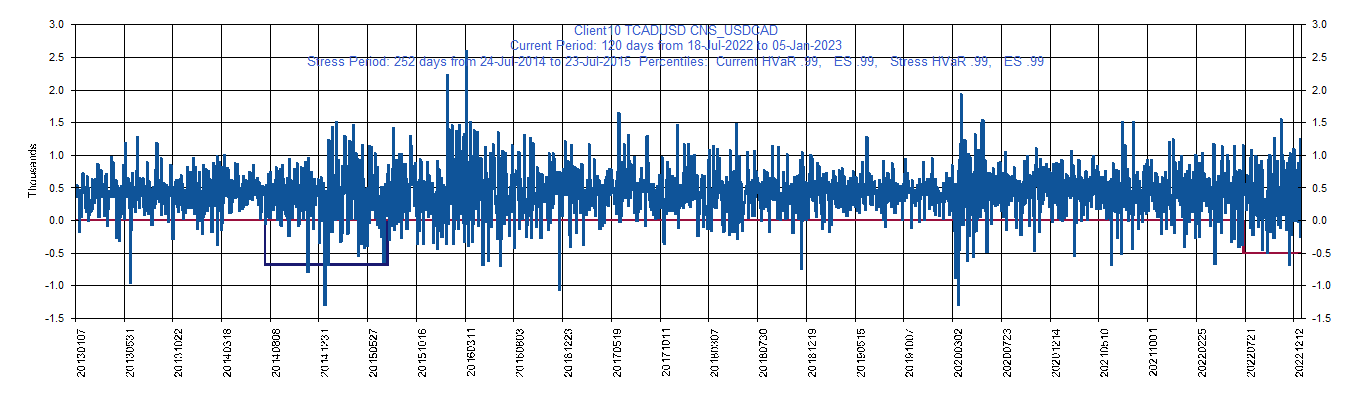 Client10 TCADUSD CNS_USDCAD
Current Period: 120 days from 18-Jul-2022 to 05-Jan-2023
Stress Period: 252 days from 24-Jul-2014 to 23-Jul-2015 Percentiles: Current HVaR .99, ES .99, Stress HVaR .99, ES .99
Thousands
3.0 3.0
2.5 2.5
2.0 2.0
1.5 1.5
1.0 1.0
0.5 0.5
0.0 0.0
-0.5 -0.5
-1.0 -1.0
-1.5 -1.5
20130107 20130531 20131022 20140318 20140808 20141231 20150527 20151016 20160311 20160803 20161223 20170519 20171011 20180307 20180730 20181219 20190515 20191007 20200302 20200723 20201214 20210510 20211001 20220225 20220721 20221212